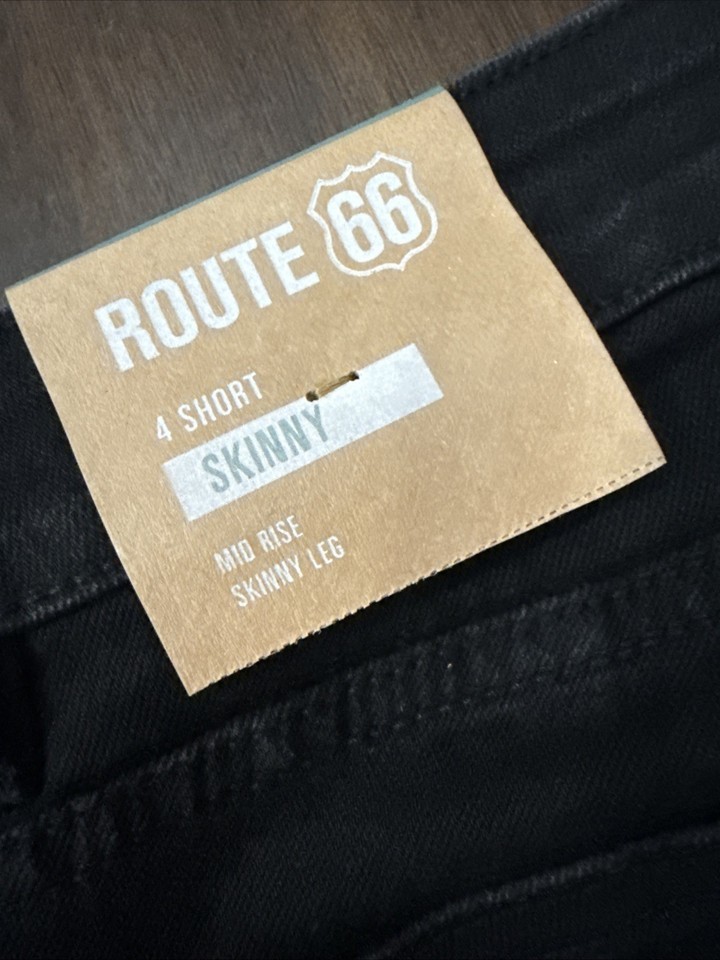 ROUTE 66
4 SHORT
SKINNY
MID RISE
SKINNY LEG